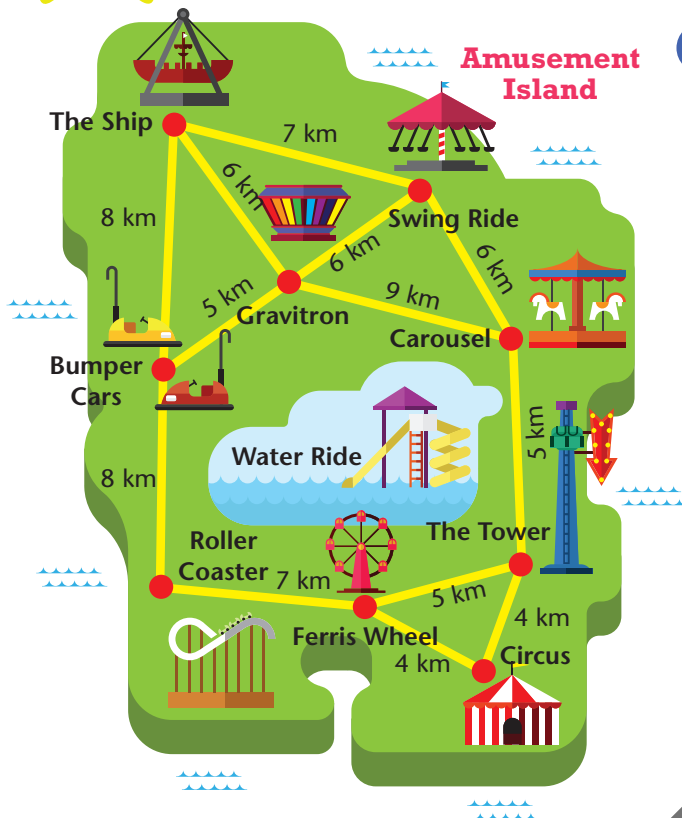 Amusement
Island
The Ship
7 km
6 km
8 km
Swing Ride
6 km
6 km
5 km
9 km
Gravitron
Carousel
Bumper
Cars
5 km
8 km
Water Ride
The Tower
Roller
Coaster
7 km
5 km
4 km
Ferris Wheel
4 km
Circus